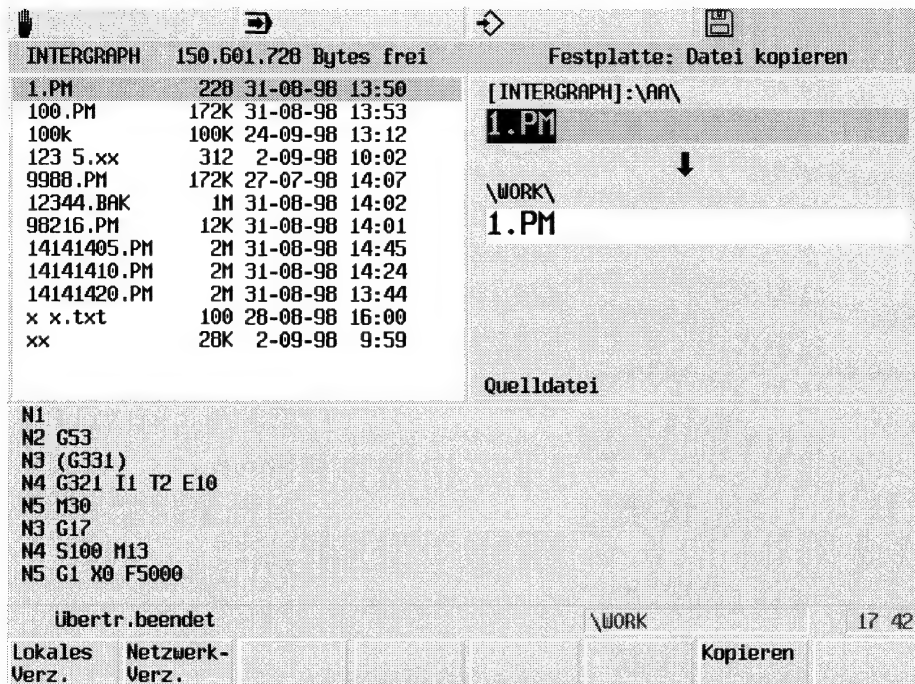 INTERGRAPH 150.601.728 Bytes frei
Festplatte: Datei kopieren
1.PM 228 31-08-98 13:50
100.PM 172K 31-08-98 13:53
100k 100K 24-09-98 13:12
123 5.xx 312 2-09-98 10:02
9988.PM 172K 27-07-98 14:07
12344.BAK 1M 31-08-98 14:02
98216.PM 12K 31-08-98 14:01
14141405.PM 2M 31-08-98 14:45
14141410.PM 2M 31-08-98 14:24
14141420.PM 2M 31-08-98 13:44
x x.txt 100 28-08-98 16:00
xx 28K 2-09-98 9:59
[INTERGRAPH]:\AA\
1.PM
\WORK\
1.PM
Quelldatei
N1
N2 G53
N3 (G331)
N4 G321 I1 T2 E10
N5 M30
N3 G17
N4 S100 M13
N5 G1 X0 F5000
übertr.beendet
\WORK
17 42
Lokales
Verz.
Netzwerk-
Verz.
Kopieren